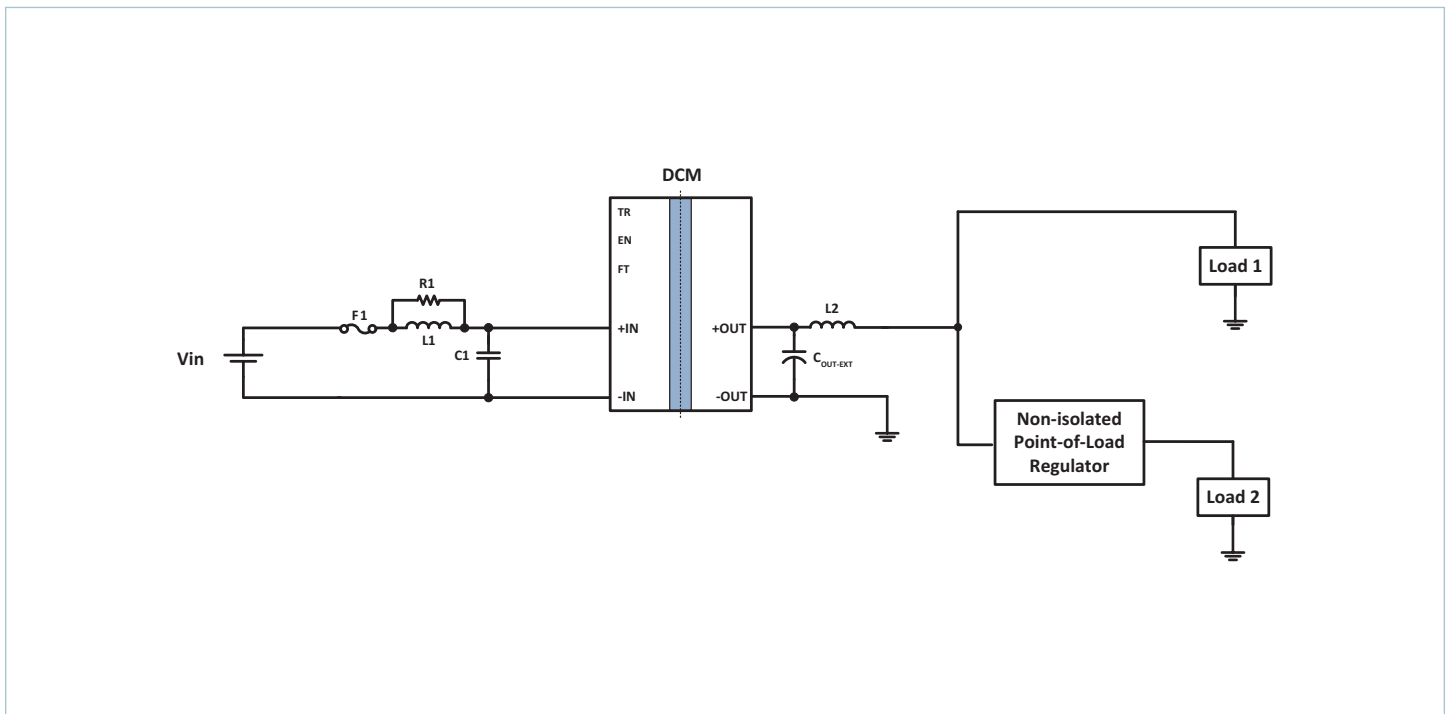 DCM
TR
EN
FT
+IN
-IN
+OUT
-OUT
Vin
F1
R1
L1
C1
L2
COUT-EXT
Load 1
Non-isolated
Point-of-Load
Regulator
Load 2